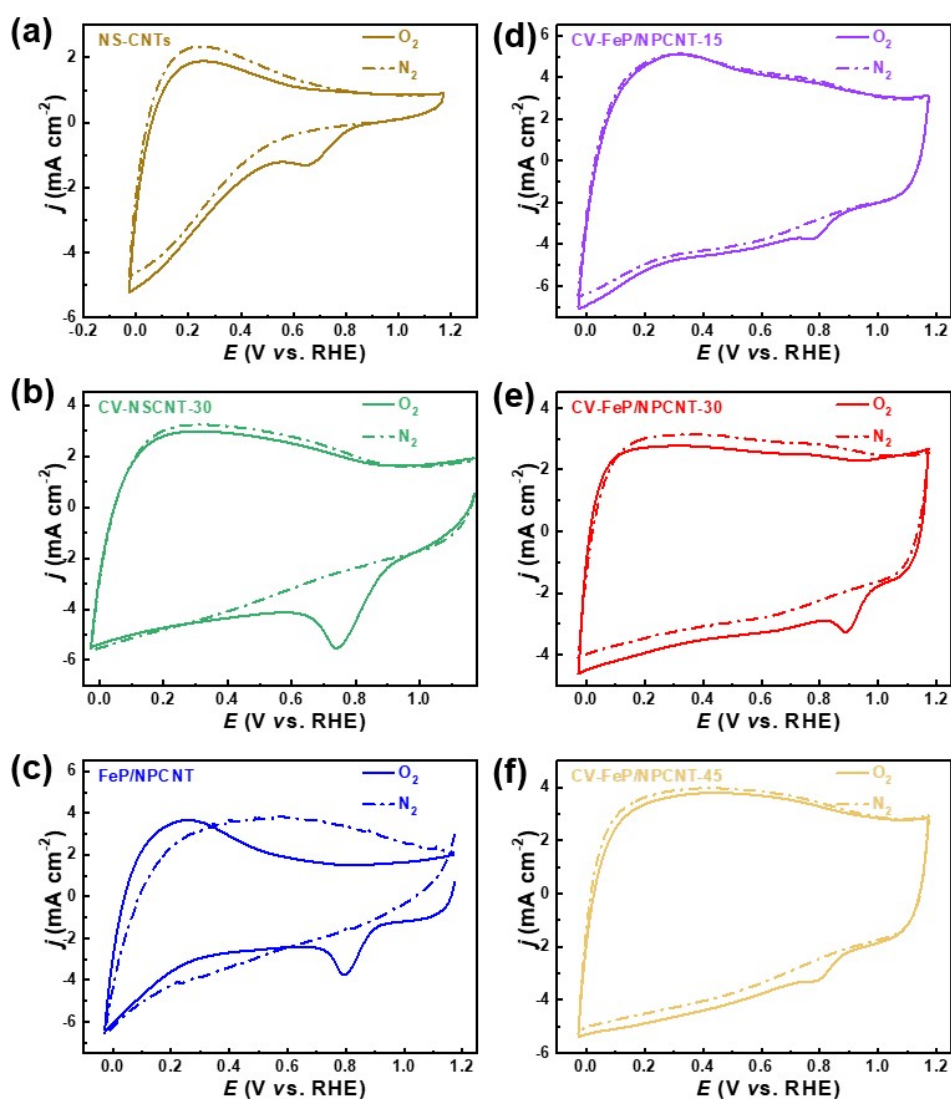 (a)
NS-CNTs
O₂
N₂
j (mA cm⁻²)
2
0
-2
-4
-6
-0.2 0.0 0.2 0.4 0.6 0.8 1.0 1.2
E (V vs. RHE)
(d)
CV-FeP/NPCNT-15
O₂
N₂
j (mA cm⁻²)
6
4
2
0
-2
-4
-6
0.0 0.2 0.4 0.6 0.8 1.0 1.2
E (V vs. RHE)
(b)
CV-NSCNT-30
O₂
N₂
j (mA cm⁻²)
4
2
0
-2
-4
-6
0.0 0.2 0.4 0.6 0.8 1.0
E (V vs. RHE)
(e)
CV-FeP/NPCNT-30
O₂
N₂
j (mA cm⁻²)
4
2
0
-2
-4
0.0 0.2 0.4 0.6 0.8 1.0 1.2
E (V vs. RHE)
(c)
FeP/NPCNT
O₂
N₂
j (mA cm⁻²)
6
4
2
0
-2
-4
-6
0.0 0.2 0.4 0.6 0.8 1.0 1.2
E (V vs. RHE)
(f)
CV-FeP/NPCNT-45
O₂
N₂
j (mA cm⁻²)
4
2
0
-2
-4
-6
0.0 0.2 0.4 0.6 0.8 1.0 1.2
E (V vs. RHE)